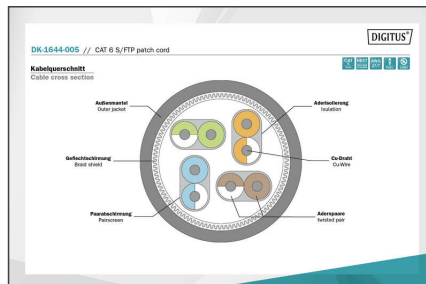 DIGITUS®
DK-1644-005 // CAT 6 S/FTP patch cord
Kabelquerschnitt
Cable cross section
Außenmantel
Outer jacket
Aderisolierung
Isolation
Geflechtschirmung
Braid shield
Cu-Draht
Cu-Wire
Paarabschirmung
Pairscreen
Adernpaare
twisted pair